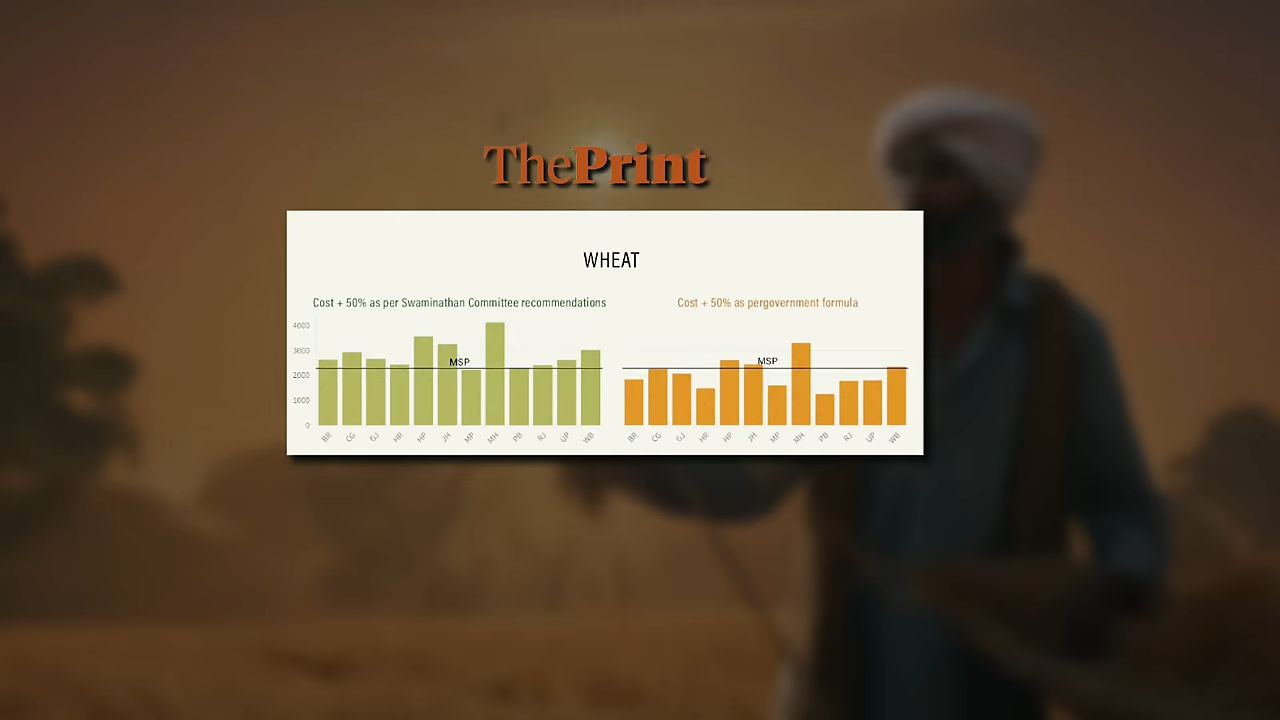 ThePrint
WHEAT
Cost + 50% as per Swaminathan Committee recommendations
4000
3000
2000
1000
0
MSP
BR CG GJ HR HP JH MP MH PB RJ UP WB
Cost + 50% as pergovernment formula
MSP
BR CG GJ HR HP JH MP MH PB RJ UP WB